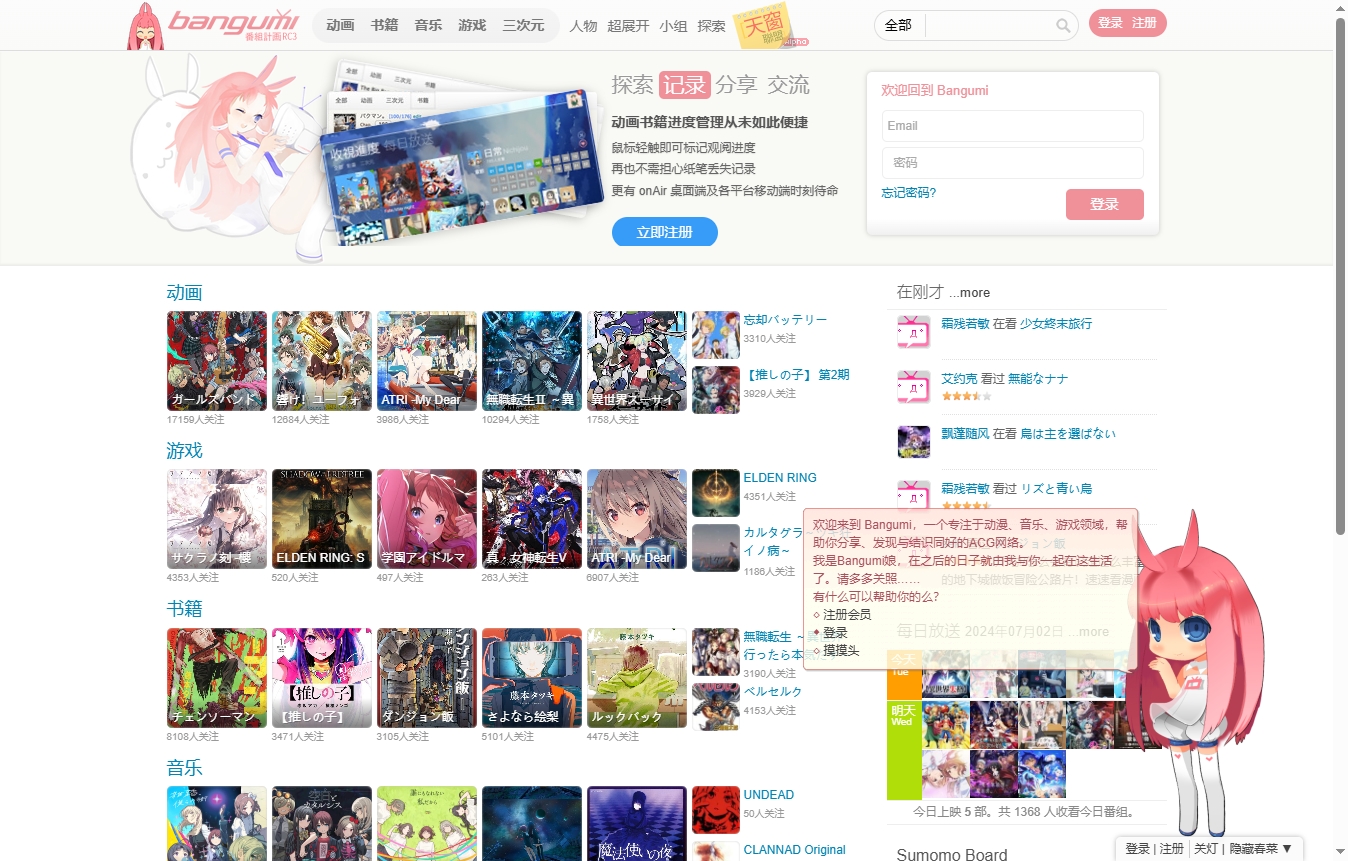 bangumi
番組計画RC3
动画 书籍 音乐 游戏 三次元 人物 超展开 小组 探索
天窗
聯盟
alpha
全部
登录 注册
探索 记录 分享 交流
动画书籍进度管理从未如此便捷
鼠标轻触即可标记观阅进度
再也不需担心纸笔丢失记录
更有 onAir 桌面端及各平台移动端时刻待命
立即注册
欢迎回到 Bangumi
Email
密码
忘记密码?
登录
动画
ガールズバンド
17159人关注
響け！ユーフォ
12684人关注
ATRI -My Dear
3986人关注
無職転生Ⅱ ～異
10294人关注
異世界スーサイ
1758人关注
忘却バッテリー
3310人关注
【推しの子】 第2期
3929人关注
游戏
サクラノ刻 -櫻
4353人关注
ELDEN RING: S
520人关注
学園アイドルマ
497人关注
真・女神転生V
263人关注
ATRI -My Dear
6907人关注
ELDEN RING
4351人关注
カルタグラ
イノ病～
1186人关注
书籍
チェンソーマン
8108人关注
【推しの子】
3471人关注
ダンジョン飯
3105人关注
さよなら絵梨
5101人关注
ルックバック
4475人关注
無職転生 ～異
行ったら本
3190人关注
ベルセルク
4153人关注
音乐
UNDEAD
50人关注
CLANNAD Original
在刚才 ...more
霜残若敏 在看 少女終末旅行
艾约克 看过 無能なナナ
飘蓬随风 在看 烏は主を選ばない
霜残若敏 看过 リズと青い鳥
欢迎来到 Bangumi，一个专注于动漫、音乐、游戏领域，帮
助你分享、发现与结识同好的ACG网络。
我是Bangumi娘，在之后的日子就由我与你一起在这生活
了。请多多关照……
有什么可以帮助你的么?
◇ 注册会员
◆ 登录
◇ 摸摸头
每日放送 2024年07月02日 ...more
今天
Tue
明天
Wed
今日上映 5 部。共 1368 人收看今日番组。
Sumomo Board
登录 | 注册 关灯 | 隐藏春菜 ▼